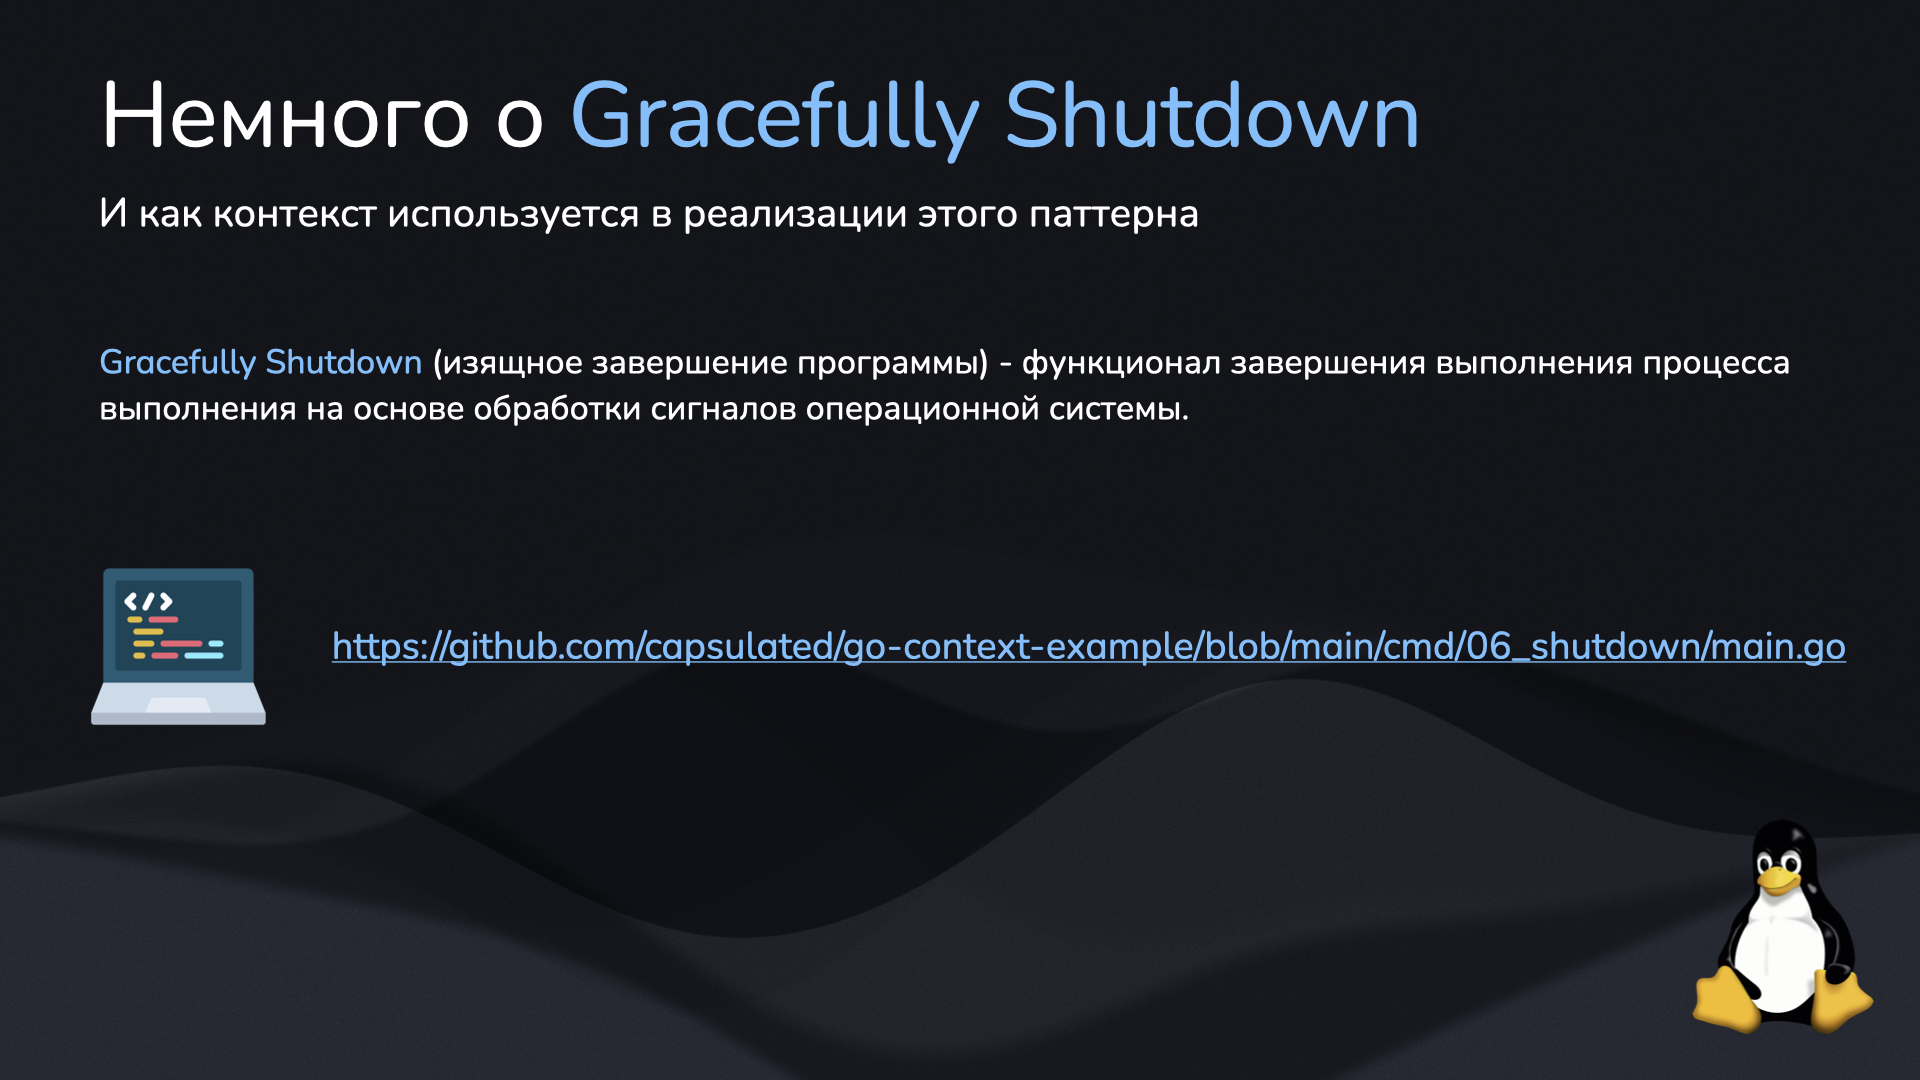 Немного о Gracefully Shutdown
И как контекст используется в реализации этого паттерна
Gracefully Shutdown (изящное завершение программы) - функционал завершения выполнения процесса
выполнения на основе обработки сигналов операционной системы.
</>
https://github.com/capsulated/go-context-example/blob/main/cmd/06_shutdown/main.go